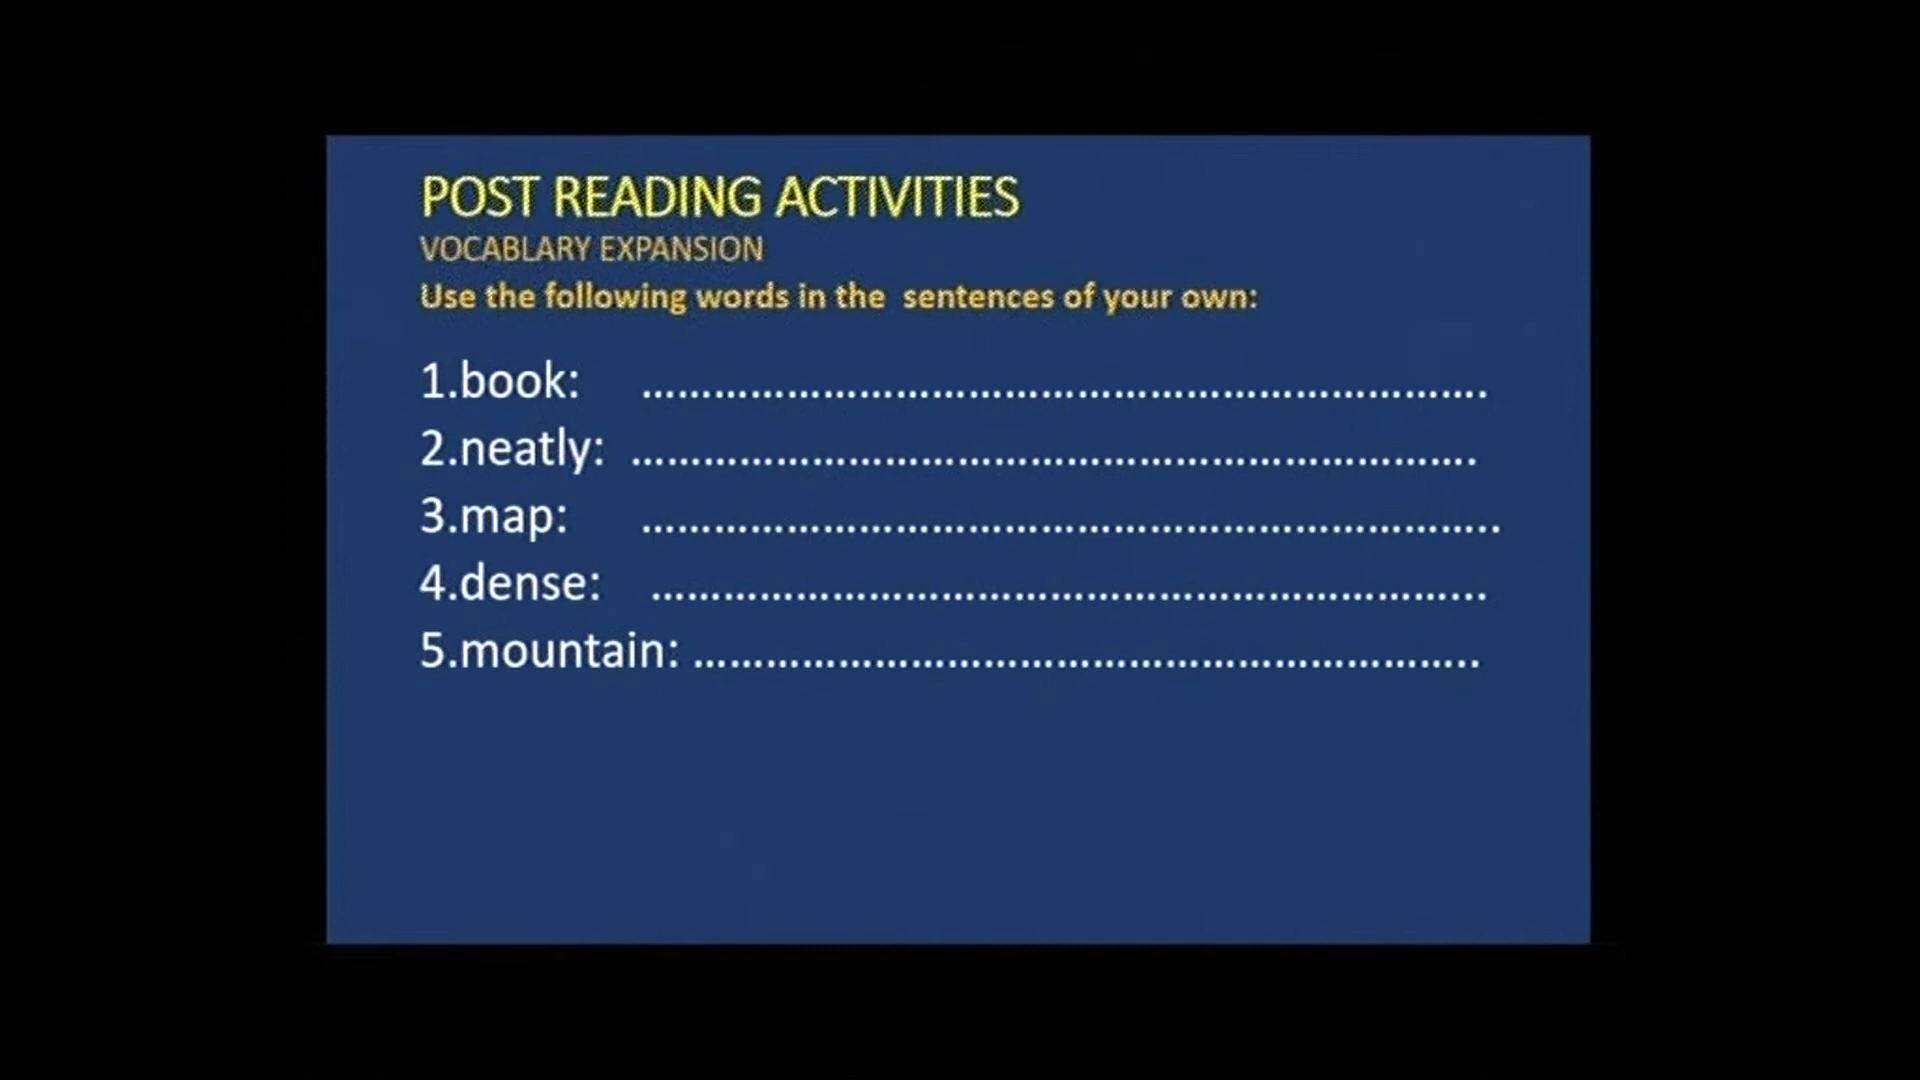 POST READING ACTIVITIES
VOCABLARY EXPANSION
Use the following words in the sentences of your own:
1.book: ………………………………………………………………….
2.neatly: ………………………………………………………………….
3.map: …………………………………………………………………..
4.dense: …………………………………………………………………...
5.mountain: ……………………………………………………………..